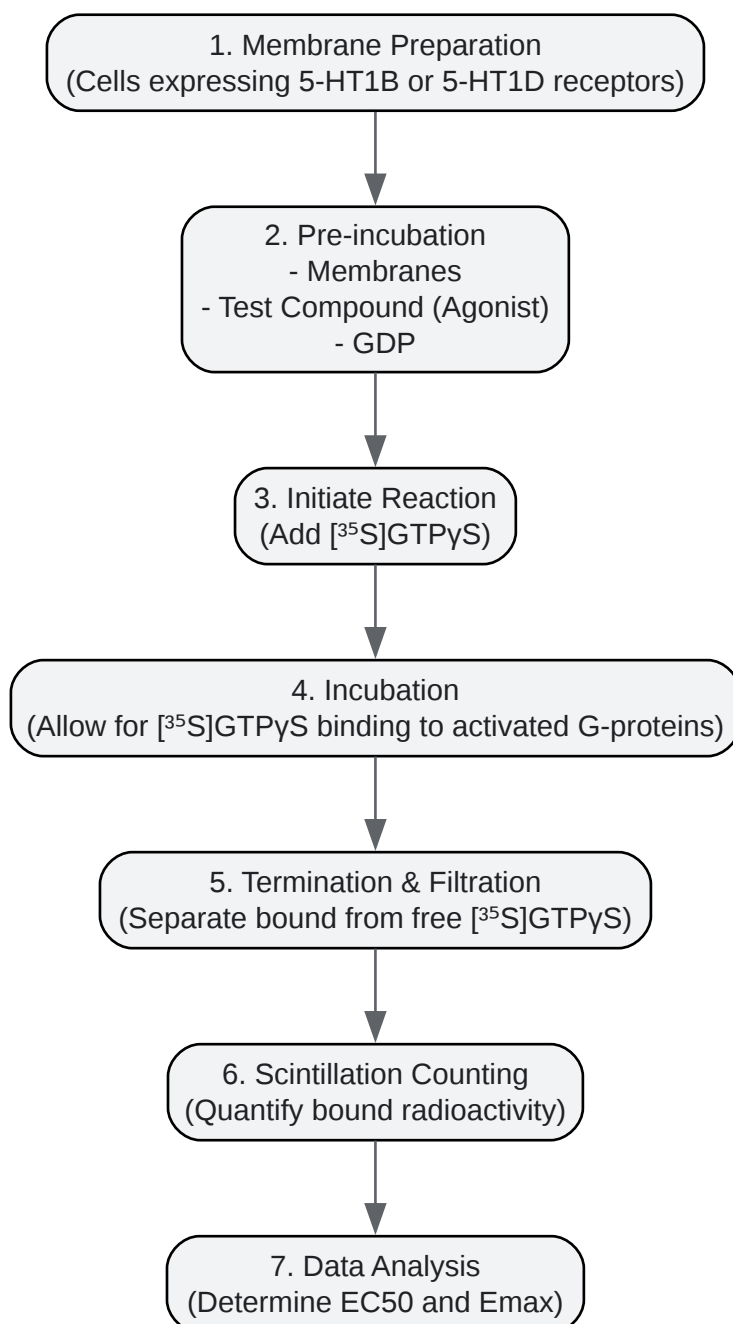 1. Membrane Preparation
(Cells expressing 5-HT1B or 5-HT1D receptors)
2. Pre-incubation
- Membranes
- Test Compound (Agonist)
- GDP
3. Initiate Reaction
(Add [³⁵S]GTPγS)
4. Incubation
(Allow for [³⁵S]GTPγS binding to activated G-proteins)
5. Termination & Filtration
(Separate bound from free [³⁵S]GTPγS)
6. Scintillation Counting
(Quantify bound radioactivity)
7. Data Analysis
(Determine EC50 and Emax)